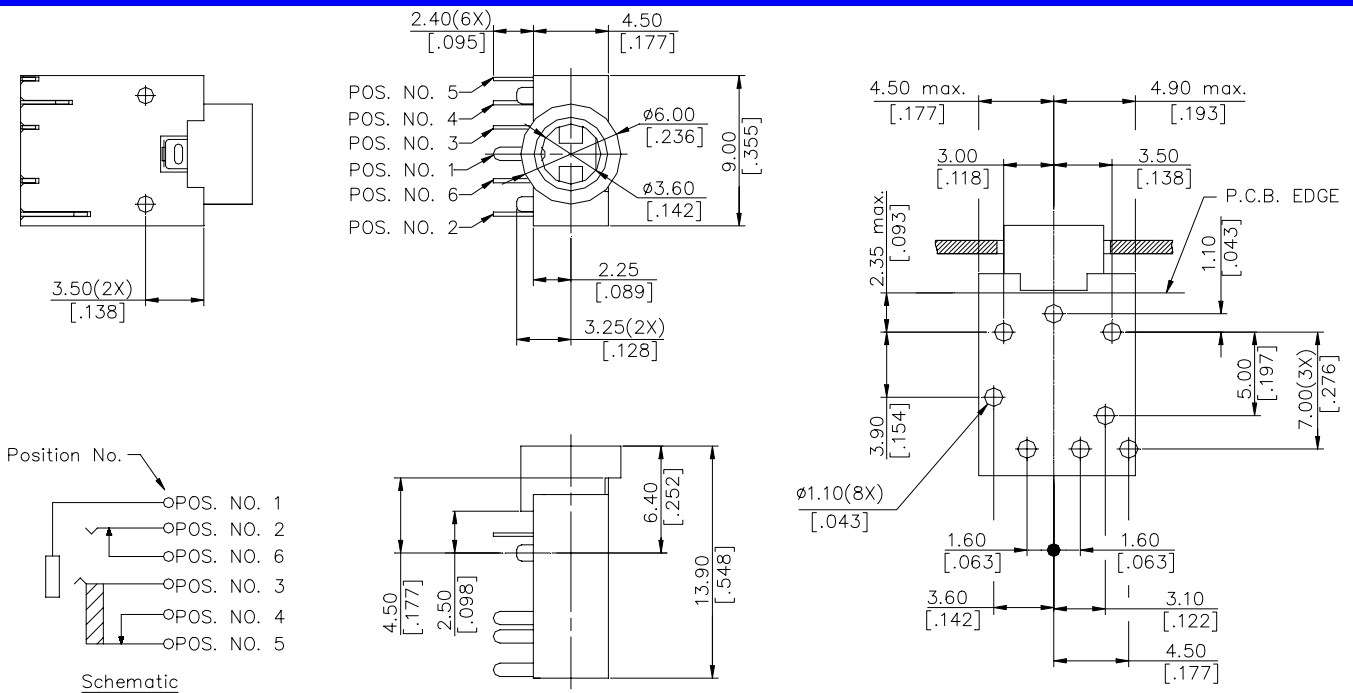 2.40(6X)
[.095]
4.50
[.177]
POS. NO. 5
POS. NO. 4
POS. NO. 3
POS. NO. 1
POS. NO. 6
POS. NO. 2
ø6.00
[.236]
ø3.60
[.142]
9.00
[.355]
2.25
[.089]
3.25(2X)
[.128]
3.50(2X)
[.138]
4.50 max.
[.177]
4.90 max.
[.193]
3.00
[.118]
3.50
[.138]
P.C.B. EDGE
2.35 max.
[.093]
1.10
[.043]
3.90
[.154]
5.00
[.197]
7.00(3X)
[.276]
ø1.10(8X)
[.043]
1.60
[.063]
1.60
[.063]
3.60
[.142]
3.10
[.122]
4.50
[.177]
Position No.
POS. NO. 1
POS. NO. 2
POS. NO. 6
POS. NO. 3
POS. NO. 4
POS. NO. 5
Schematic
4.50
[.177]
2.50
[.098]
6.40
[.252]
13.90
[.548]